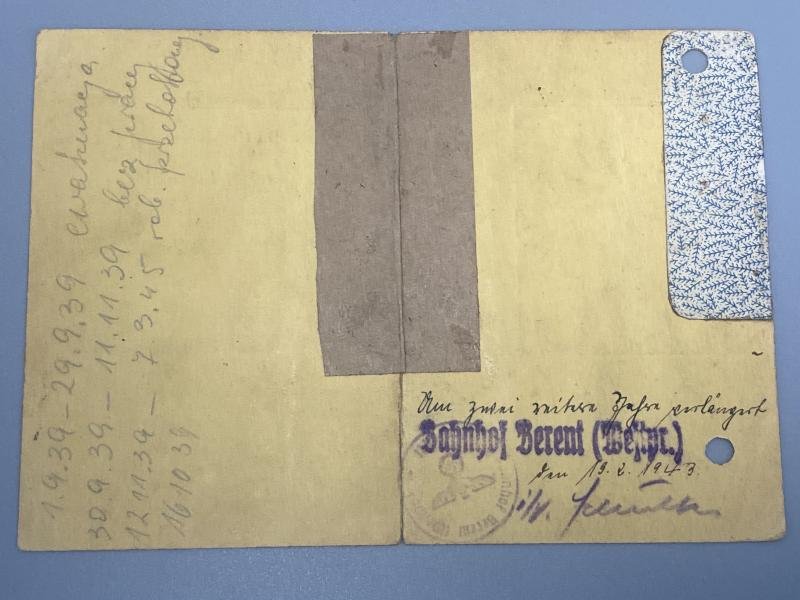 1.9.39 – 29.9.39 ewakuacja
30.9.39 – 11.11.39 bez pracy
12 11.39 – 7 3.45 rob.
16 10 39
Um zwei weitere Jahre verlängert
Bahnhof Berent (Westpr.)
den 19.2.1943.
i/V.